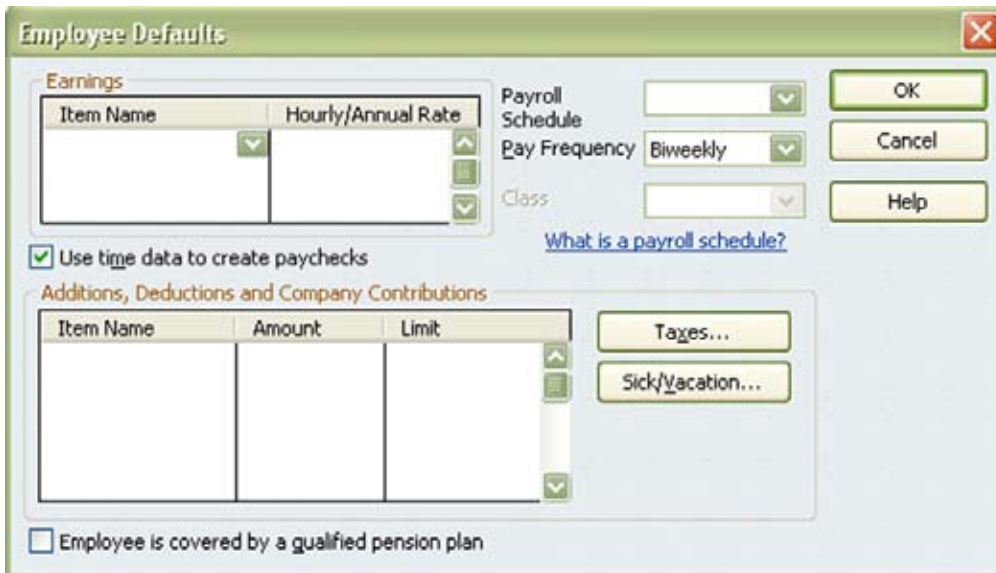 Employee Defaults
Earnings
Item Name Hourly/Annual Rate
Payroll Schedule
OK
Pay Frequency Biweekly
Cancel
Class
Help
What is a payroll schedule?
Use time data to create paychecks
Additions, Deductions and Company Contributions
Item Name Amount Limit
Taxes...
Sick/Vacation...
Employee is covered by a qualified pension plan